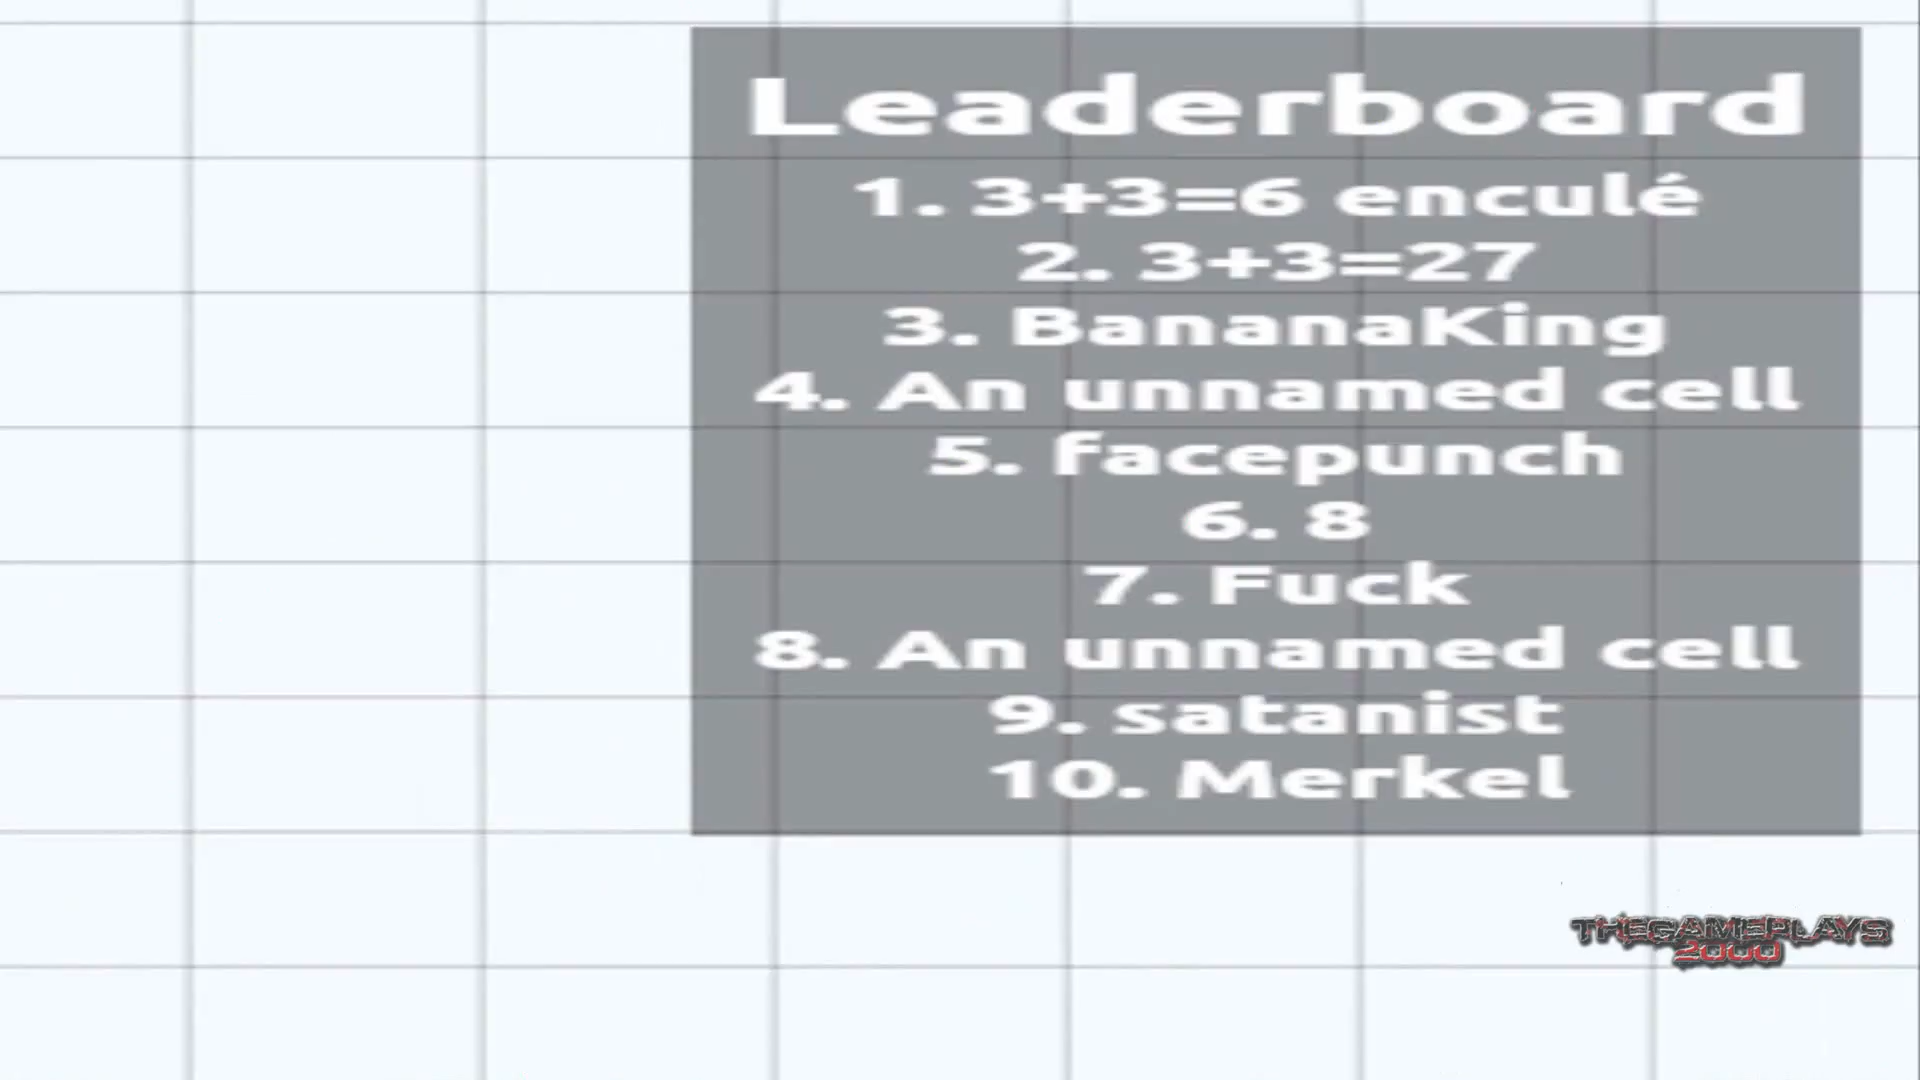 Leaderboard
1. 3+3=6 enculé
2. 3+3=27
3. BananaKing
4. An unnamed cell
5. facepunch
6. 8
7. Fuck
8. An unnamed cell
9. satanist
10. Merkel
THEGAMEPLAYS
2000